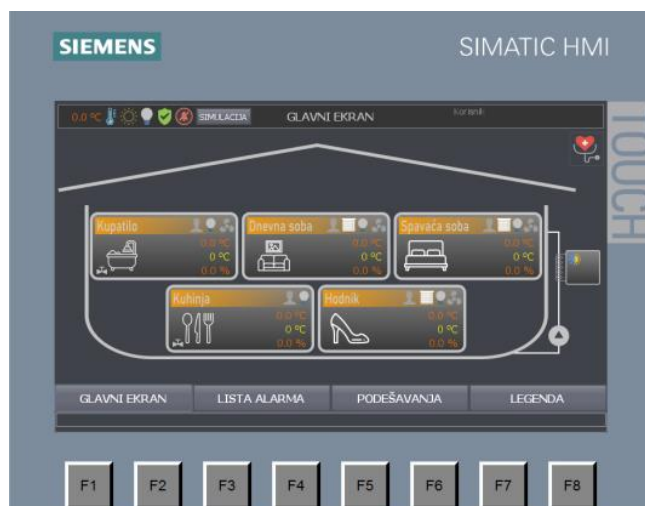 SIEMENS
SIMATIC HMI
TOUCH
0.0 °C SIMULACIJA GLAVNI EKRAN Korisnik
Kupatilo
0.0 °C
0 °C
0.0 %
Dnevna soba
0.0 °C
0 °C
0.0 %
Spavaća soba
0.0 °C
0 °C
0.0 %
Kuhinja
0.0 °C
0 °C
0.0 %
Hodnik
0.0 °C
0 °C
0.0 %
GLAVNI EKRAN LISTA ALARMA PODEŠAVANJA LEGENDA
F1 F2 F3 F4 F5 F6 F7 F8